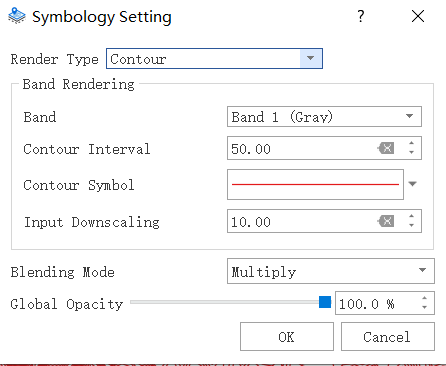 Symbology Setting ?
Render Type Contour
Band Rendering
Band Band 1 (Gray)
Contour Interval 50.00
Contour Symbol
Input Downscaling 10.00
Blending Mode Multiply
Global Opacity 100.0 %
OK Cancel